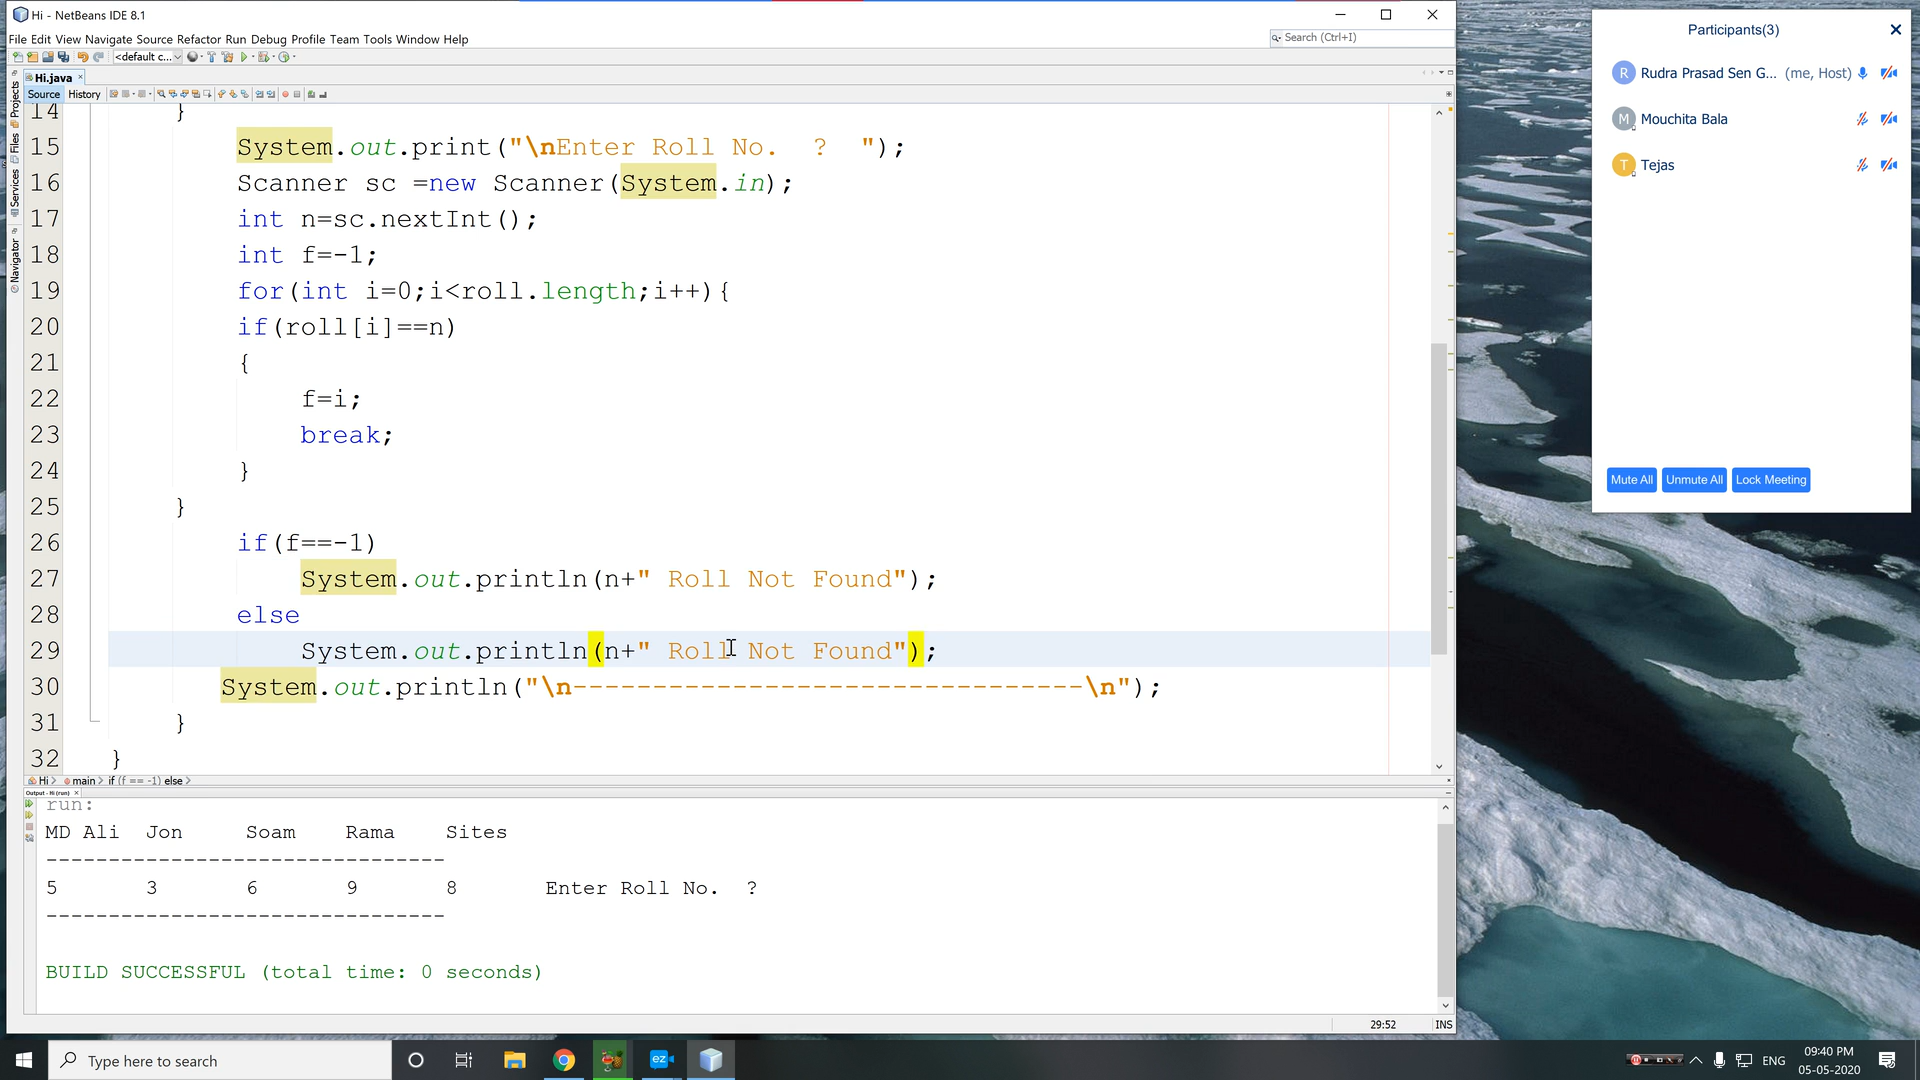 Hi - NetBeans IDE 8.1
File Edit View Navigate Source Refactor Run Debug Profile Team Tools Window Help
Search (Ctrl+I)
<default c...
Hi.java
Source History
Projects
Files
Services
Navigator
14 }
15 System.out.print("\nEnter Roll No.  ?  ");
16 Scanner sc =new Scanner(System.in);
17 int n=sc.nextInt();
18 int f=-1;
19 for(int i=0;i<roll.length;i++){
20 if(roll[i]==n)
21 {
22 f=i;
23 break;
24 }
25 }
26 if(f==-1)
27 System.out.println(n+" Roll Not Found");
28 else
29 System.out.println(n+" Roll Not Found");
30 System.out.println("\n--------------------------------\n");
31 }
32 }
Hi > main > if (f == -1) else >
Output - Hi (run)
run:
MD Ali Jon Soam Rama Sites
--------------------------------
5 3 6 9 8 Enter Roll No. ?
--------------------------------
BUILD SUCCESSFUL (total time: 0 seconds)
29:52 INS
Participants(3)
R Rudra Prasad Sen G... (me, Host)
M Mouchita Bala
T Tejas
Mute All Unmute All Lock Meeting
Type here to search
ez
ENG
09:40 PM
05-05-2020